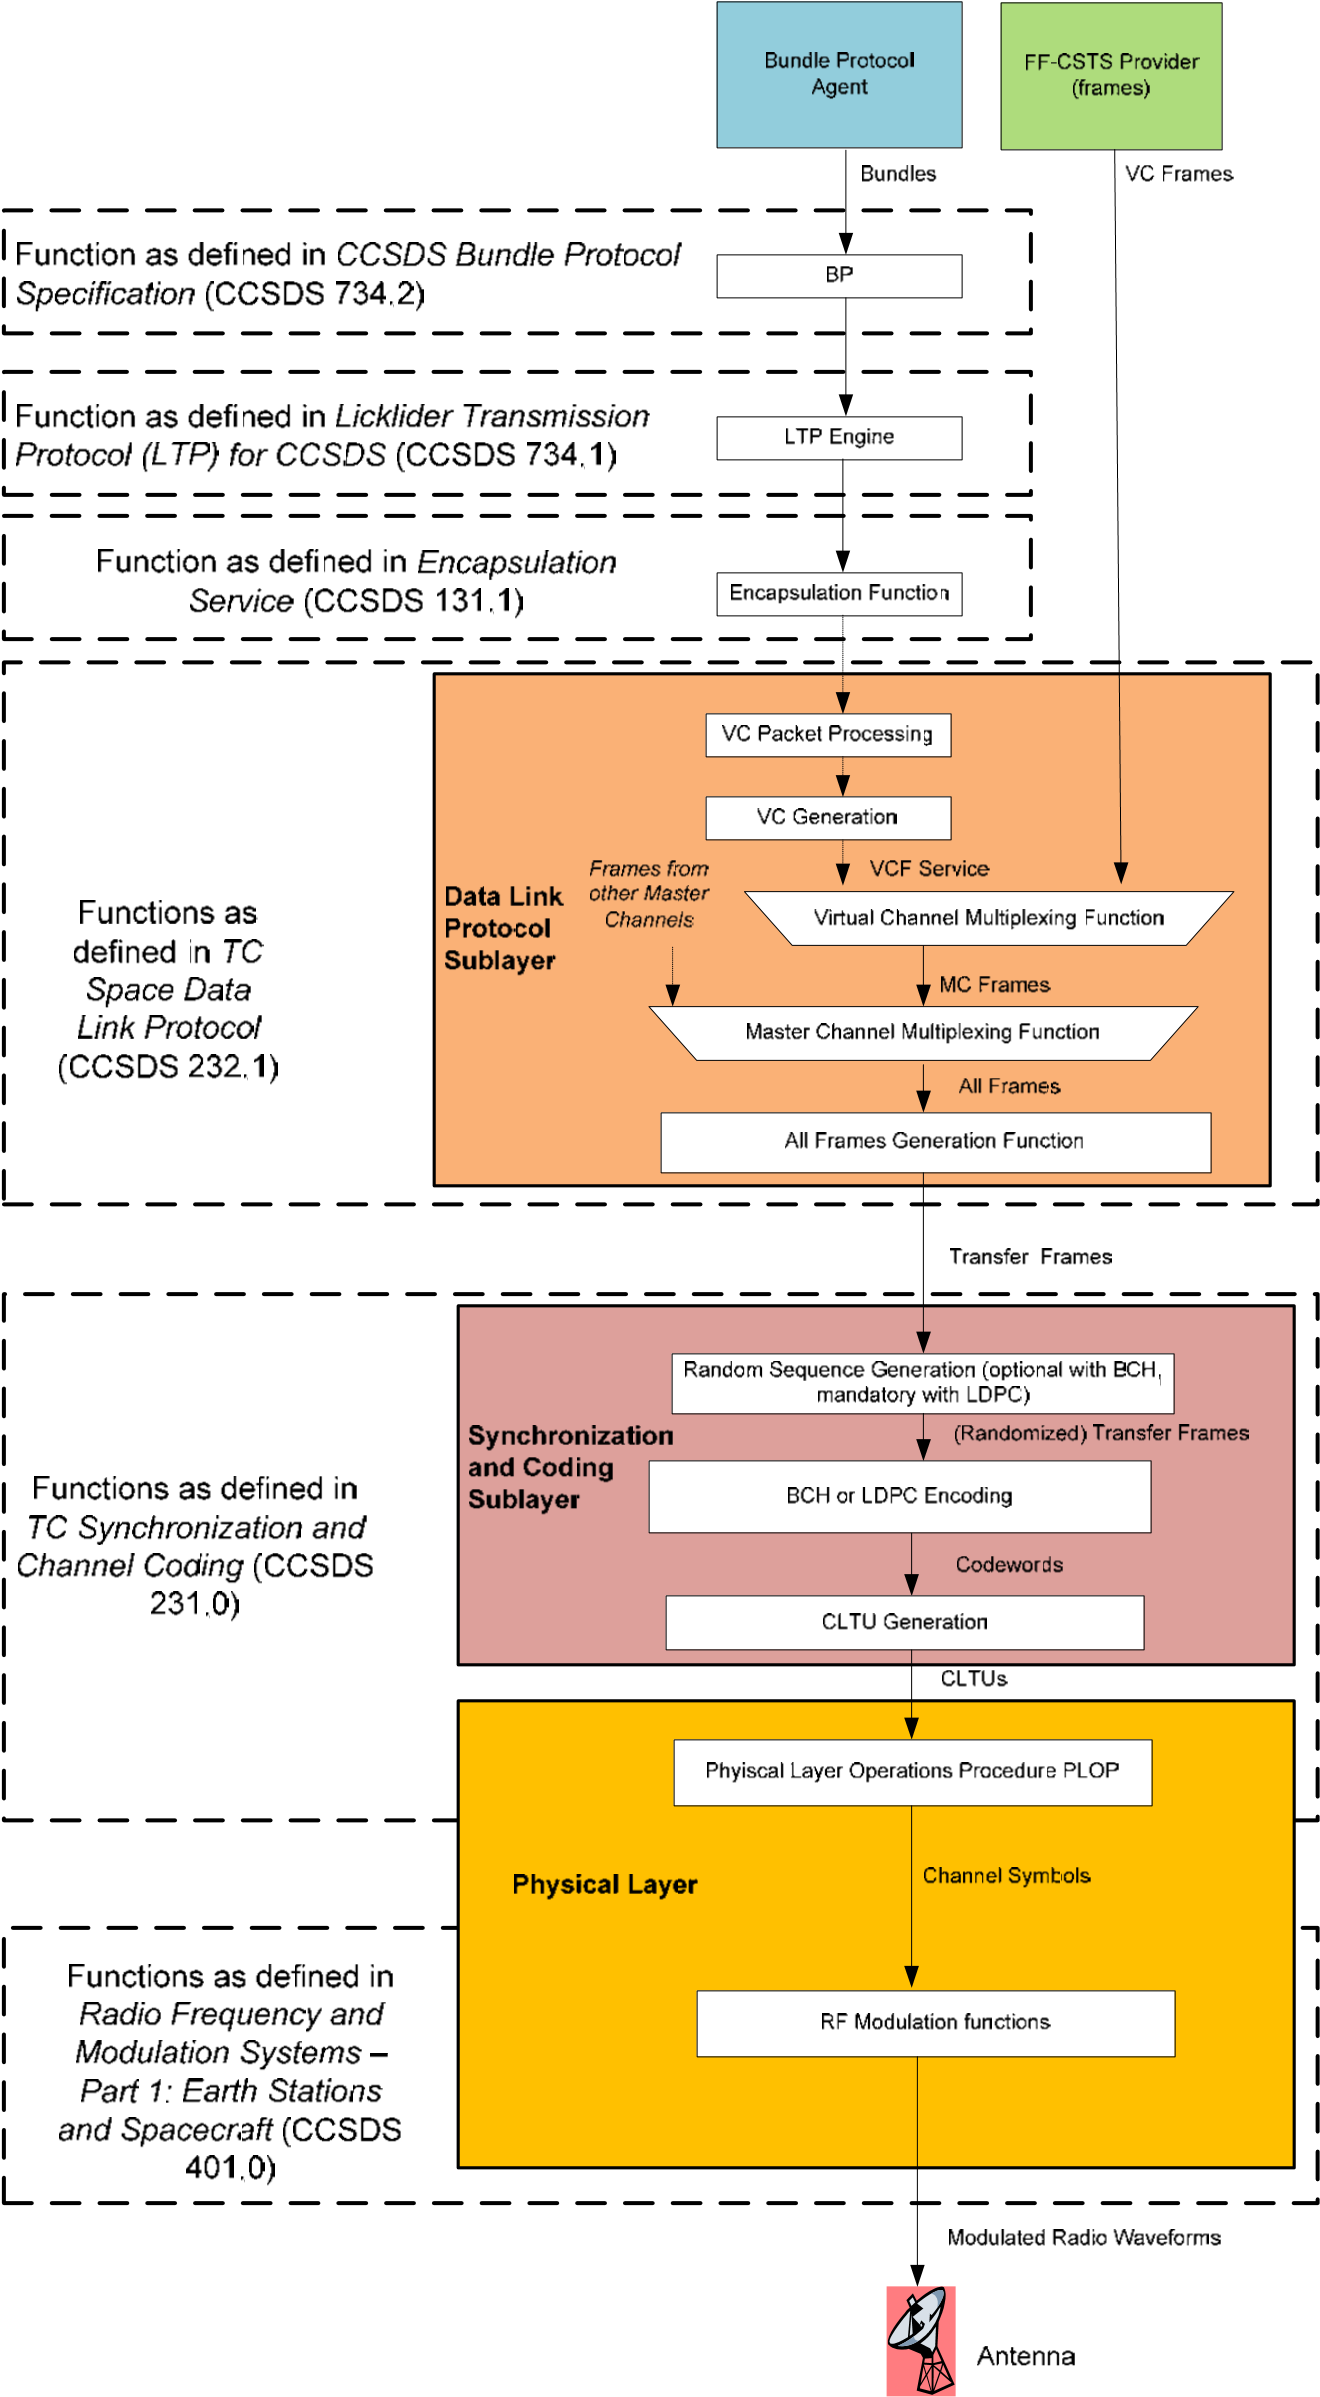 Bundle Protocol
Agent
FF-CSTS Provider
(frames)
Bundles
VC Frames
Function as defined in CCSDS Bundle Protocol
Specification (CCSDS 734.2)
BP
Function as defined in Licklider Transmission
Protocol (LTP) for CCSDS (CCSDS 734.1)
LTP Engine
Function as defined in Encapsulation
Service (CCSDS 131.1)
Encapsulation Function
VC Packet Processing
VC Generation
VCF Service
Frames from
other Master
Channels
Data Link
Protocol
Sublayer
Virtual Channel Multiplexing Function
Functions as
defined in TC
Space Data
Link Protocol
(CCSDS 232.1)
MC Frames
Master Channel Multiplexing Function
All Frames
All Frames Generation Function
Transfer Frames
Random Sequence Generation (optional with BCH,
mandatory with LDPC)
(Randomized) Transfer Frames
Synchronization
and Coding
Sublayer
BCH or LDPC Encoding
Functions as defined in
TC Synchronization and
Channel Coding (CCSDS
231.0)
Codewords
CLTU Generation
CLTUs
Phyiscal Layer Operations Procedure PLOP
Channel Symbols
Physical Layer
Functions as defined in
Radio Frequency and
Modulation Systems –
Part 1: Earth Stations
and Spacecraft (CCSDS
401.0)
RF Modulation functions
Modulated Radio Waveforms
Antenna